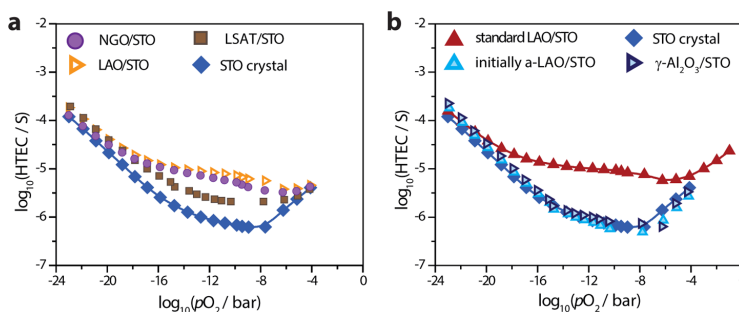 a
NGO/STO
LSAT/STO
LAO/STO
STO crystal
log₁₀(HTEC / S)
-2
-3
-4
-5
-6
-7
-24
-20
-16
-12
-8
-4
0
log₁₀(pO₂ / bar)
b
standard LAO/STO
STO crystal
initially a-LAO/STO
γ-Al₂O₃/STO
log₁₀(HTEC / S)
-2
-3
-4
-5
-6
-7
-24
-20
-16
-12
-8
-4
log₁₀(pO₂ / bar)